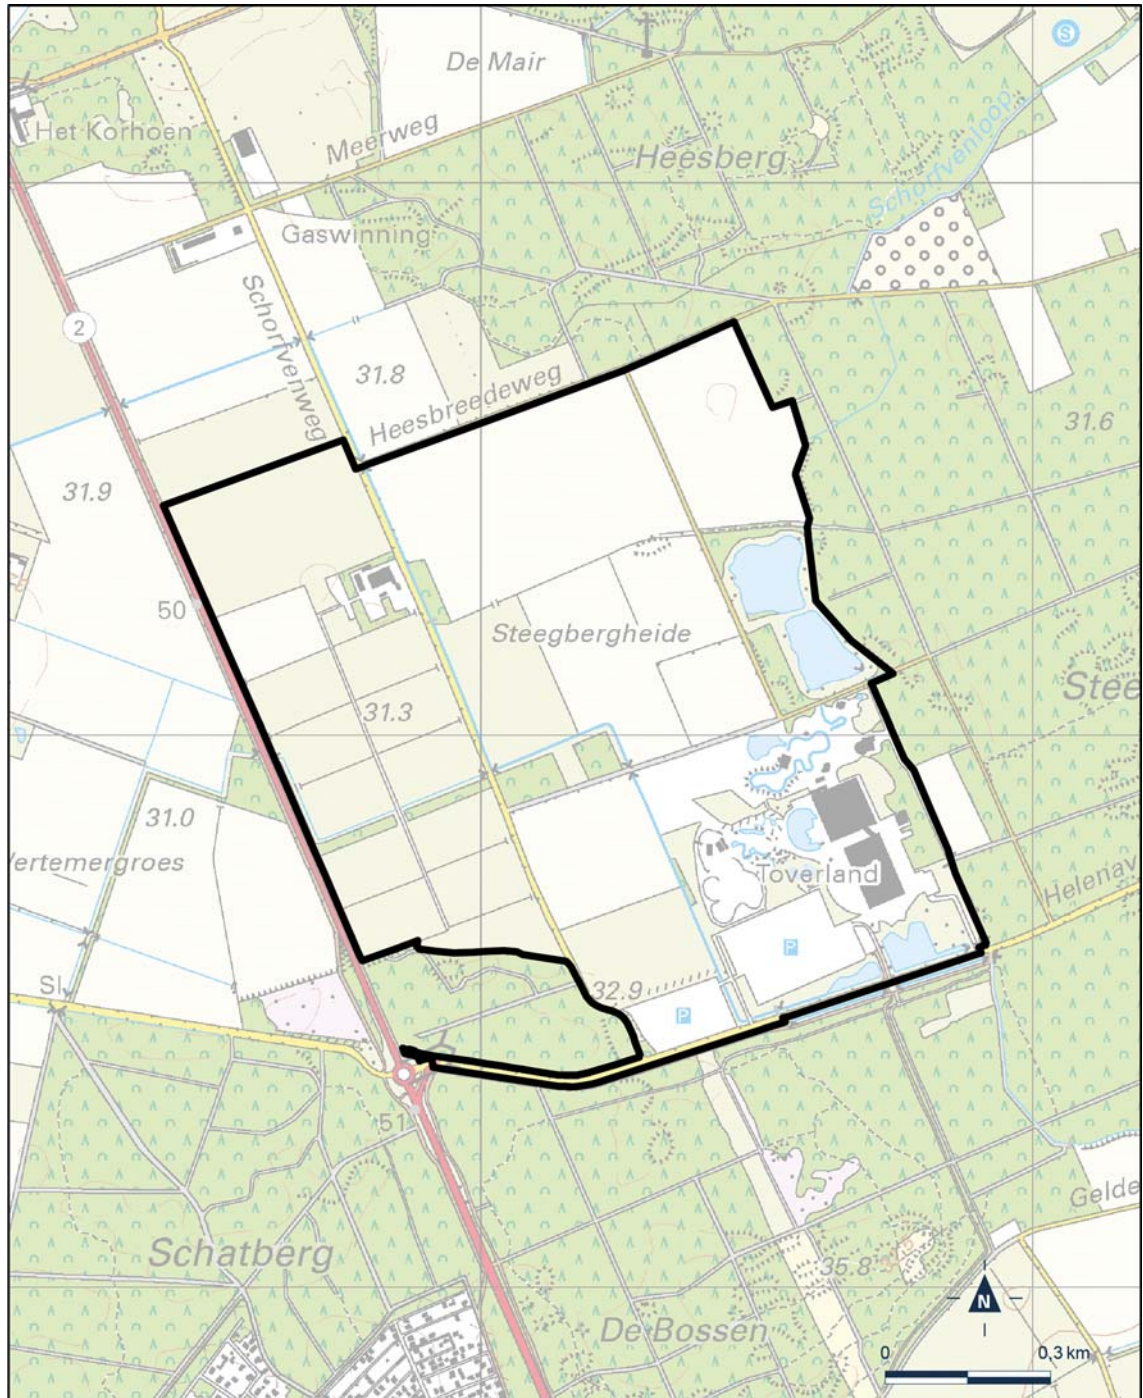 De Mair
S
Het Korhoen
Meerweg
Heesberg
Schorfvenloop
Gaswinning
Schorfvenweg
2
31.8
Heesbreedeweg
31.6
31.9
50
Steegbergheide
31.3
Stee
31.0
Vertemergroes
Toverland
Helenav
P
SI
32.9
P
51
Gelde
Schatberg
35.8
N
De Bossen
0
0,3 km